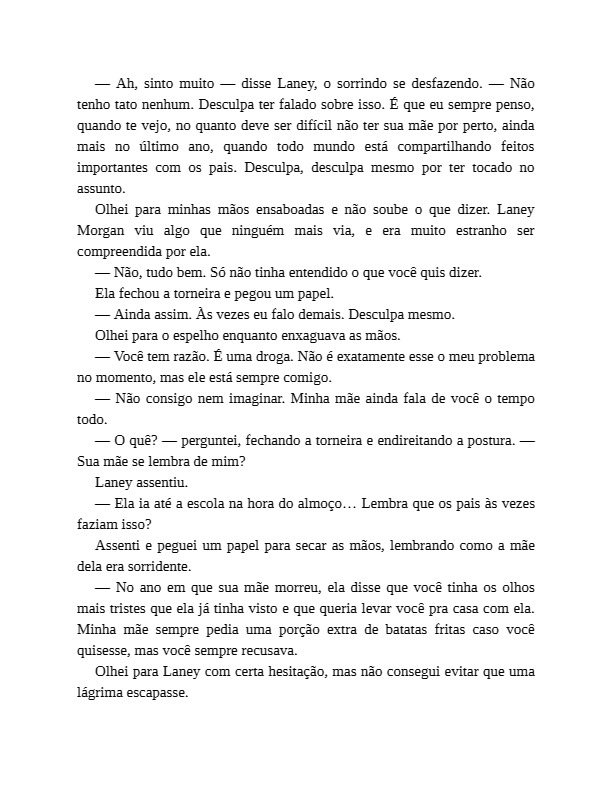 — Ah, sinto muito — disse Laney, o sorrindo se desfazendo. — Não
tenho tato nenhum. Desculpa ter falado sobre isso. É que eu sempre penso,
quando te vejo, no quanto deve ser difícil não ter sua mãe por perto, ainda
mais no último ano, quando todo mundo está compartilhando feitos
importantes com os pais. Desculpa, desculpa mesmo por ter tocado no
assunto.
Olhei para minhas mãos ensaboadas e não soube o que dizer. Laney
Morgan viu algo que ninguém mais via, e era muito estranho ser
compreendida por ela.
— Não, tudo bem. Só não tinha entendido o que você quis dizer.
Ela fechou a torneira e pegou um papel.
— Ainda assim. Às vezes eu falo demais. Desculpa mesmo.
Olhei para o espelho enquanto enxaguava as mãos.
— Você tem razão. É uma droga. Não é exatamente esse o meu problema
no momento, mas ele está sempre comigo.
— Não consigo nem imaginar. Minha mãe ainda fala de você o tempo
todo.
— O quê? — perguntei, fechando a torneira e endireitando a postura. —
Sua mãe se lembra de mim?
Laney assentiu.
— Ela ia até a escola na hora do almoço… Lembra que os pais às vezes
faziam isso?
Assenti e peguei um papel para secar as mãos, lembrando como a mãe
dela era sorridente.
— No ano em que sua mãe morreu, ela disse que você tinha os olhos
mais tristes que ela já tinha visto e que queria levar você pra casa com ela.
Minha mãe sempre pedia uma porção extra de batatas fritas caso você
quisesse, mas você sempre recusava.
Olhei para Laney com certa hesitação, mas não consegui evitar que uma
lágrima escapasse.